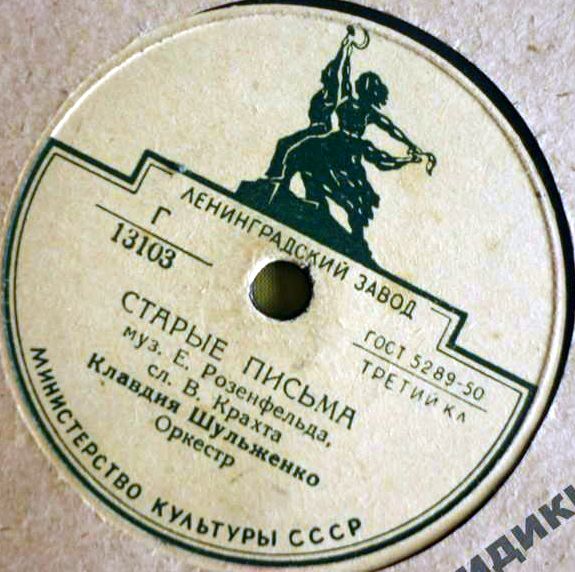 ЛЕНИНГРАДСКИЙ ЗАВОД
Г
13103
ГОСТ 5289-50
ТРЕТИЙ КЛ
СТАРЫЕ ПИСЬМА
муз. Е. Розенфельда,
сл. В. Крахта
Клавдия Шульженко
Оркестр
МИНИСТЕРСТВО КУЛЬТУРЫ СССР